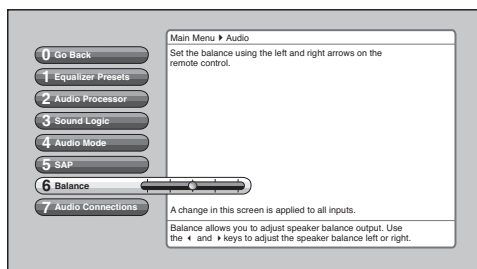 Main Menu ▸ Audio
Set the balance using the left and right arrows on the
remote control.
0 Go Back
1 Equalizer Presets
2 Audio Processor
3 Sound Logic
4 Audio Mode
5 SAP
6 Balance
7 Audio Connections
A change in this screen is applied to all inputs.
Balance allows you to adjust speaker balance output. Use
the ◂ and ▸ keys to adjust the speaker balance left or right.